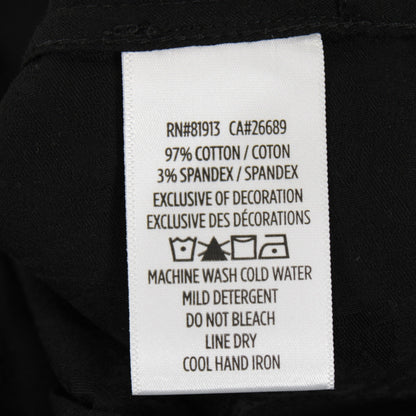 RN#81913 CA#26689
97% COTTON / COTON
3% SPANDEX / SPANDEX
EXCLUSIVE OF DECORATION
EXCLUSIVE DES DÉCORATIONS
MACHINE WASH COLD WATER
MILD DETERGENT
DO NOT BLEACH
LINE DRY
COOL HAND IRON